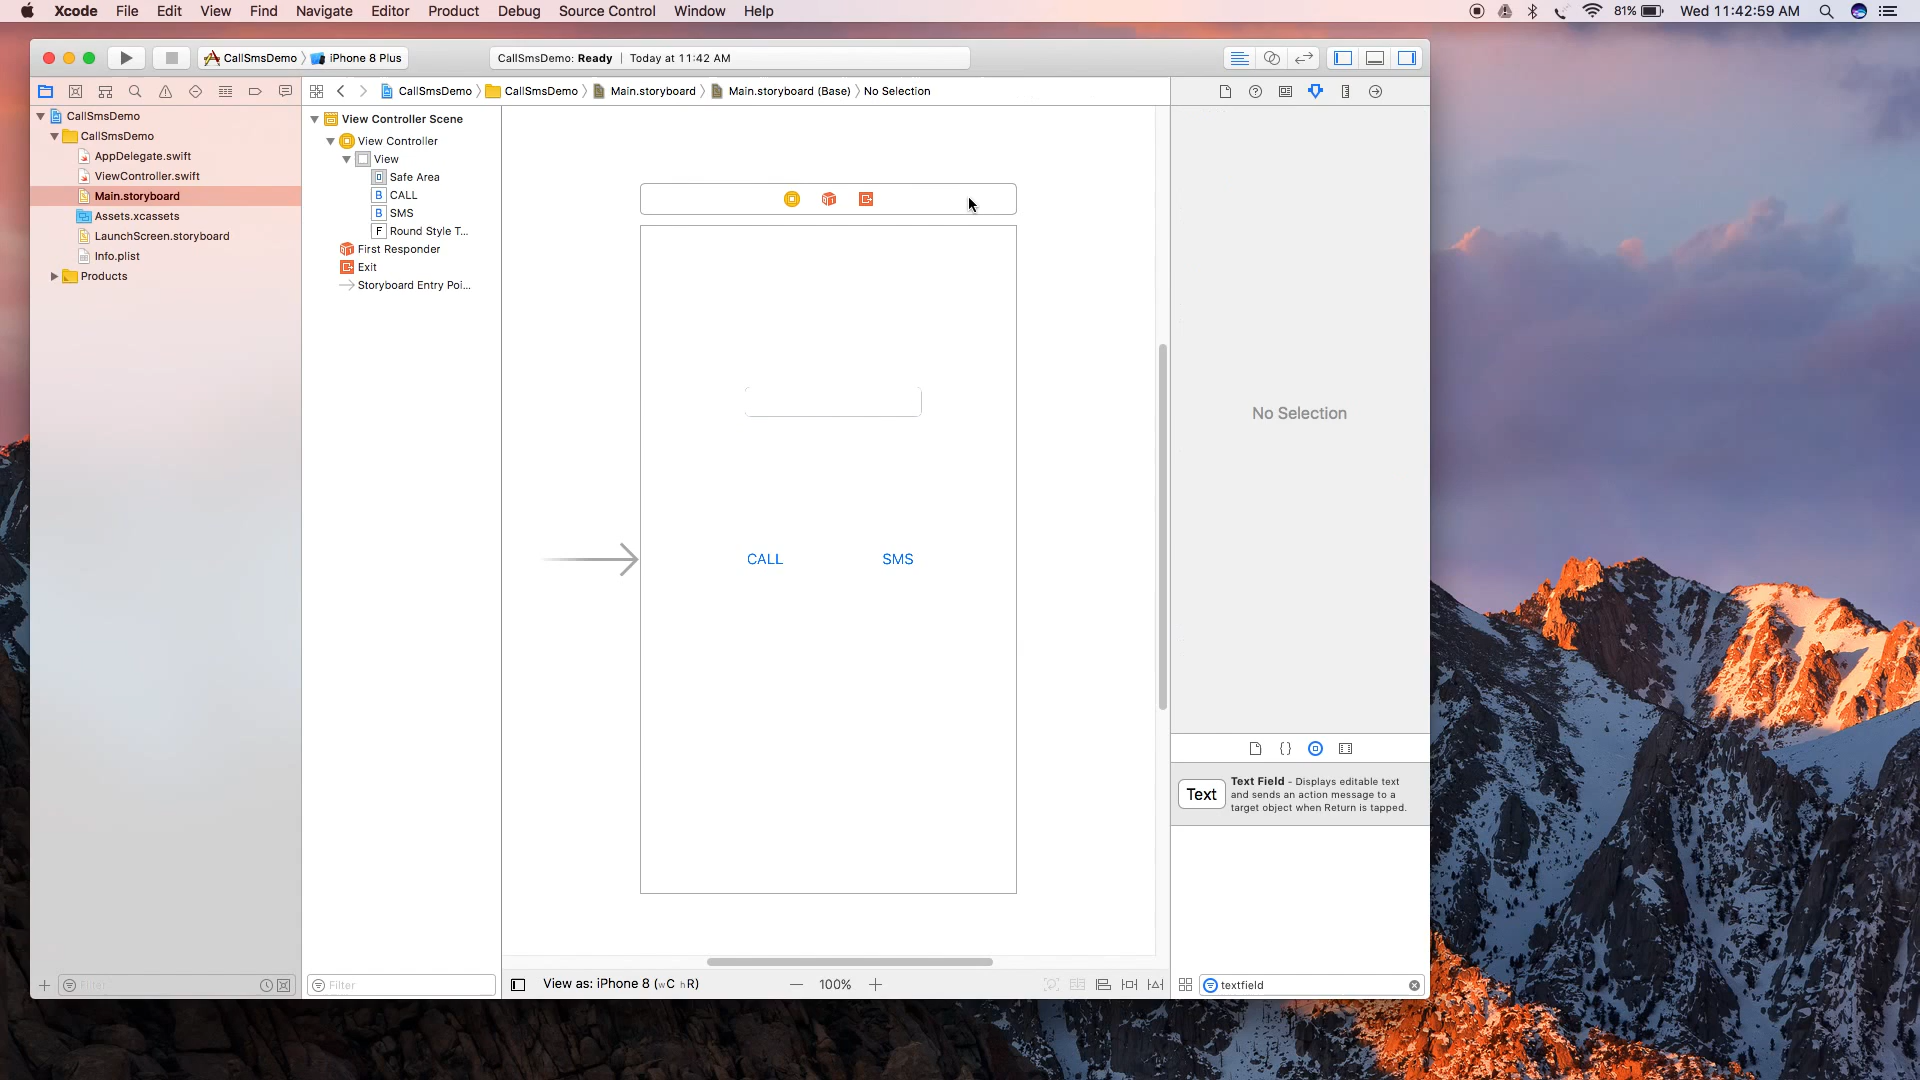 Xcode File Edit View Find Navigate Editor Product Debug Source Control Window Help 81% Wed 11:42:59 AM
CallSmsDemo iPhone 8 Plus CallSmsDemo: Ready | Today at 11:42 AM
CallSmsDemo CallSmsDemo Main.storyboard Main.storyboard (Base) No Selection
CallSmsDemo
CallSmsDemo
AppDelegate.swift
ViewController.swift
Main.storyboard
Assets.xcassets
LaunchScreen.storyboard
Info.plist
Products
View Controller Scene
View Controller
View
Safe Area
B CALL
B SMS
F Round Style T...
First Responder
Exit
Storyboard Entry Poi...
CALL SMS
No Selection
Text
Text Field - Displays editable text
and sends an action message to a
target object when Return is tapped.
Filter
Filter
View as: iPhone 8 (wC hR)
100%
textfield